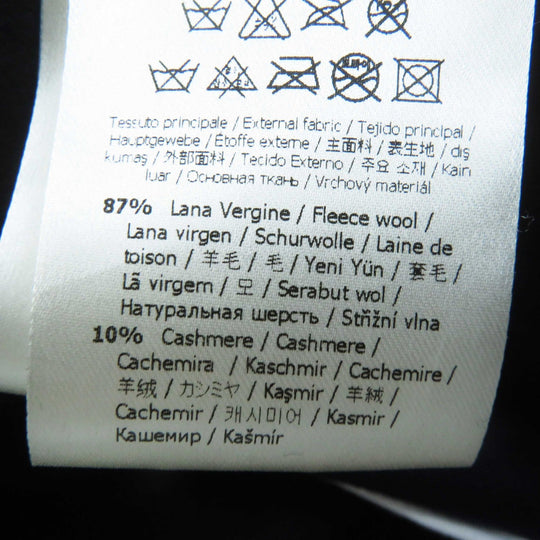 Tessuto principale / External fabric / Tejido principal /
Hauptgewebe / Étoffe externe / 主面料 / 表生地 / dış
kumaş / 外部面料 / Tecido Externo / 주요 소재 / Kain
luar / Основная ткань / Vrchový materiál
87% Lana Vergine / Fleece wool /
Lana virgen / Schurwolle / Laine de
toison / 羊毛 / 毛 / Yeni Yün / 套毛 /
Lã virgem / 모 / Serabut wol /
Натуральная шерсть / Střižní vlna
10% Cashmere / Cashmere /
Cachemira / Kaschmir / Cachemire /
羊绒 / カシミヤ / Kaşmir / 羊絨 /
Cachemir / 캐시미어 / Kasmir /
Кашемир / Kašmír